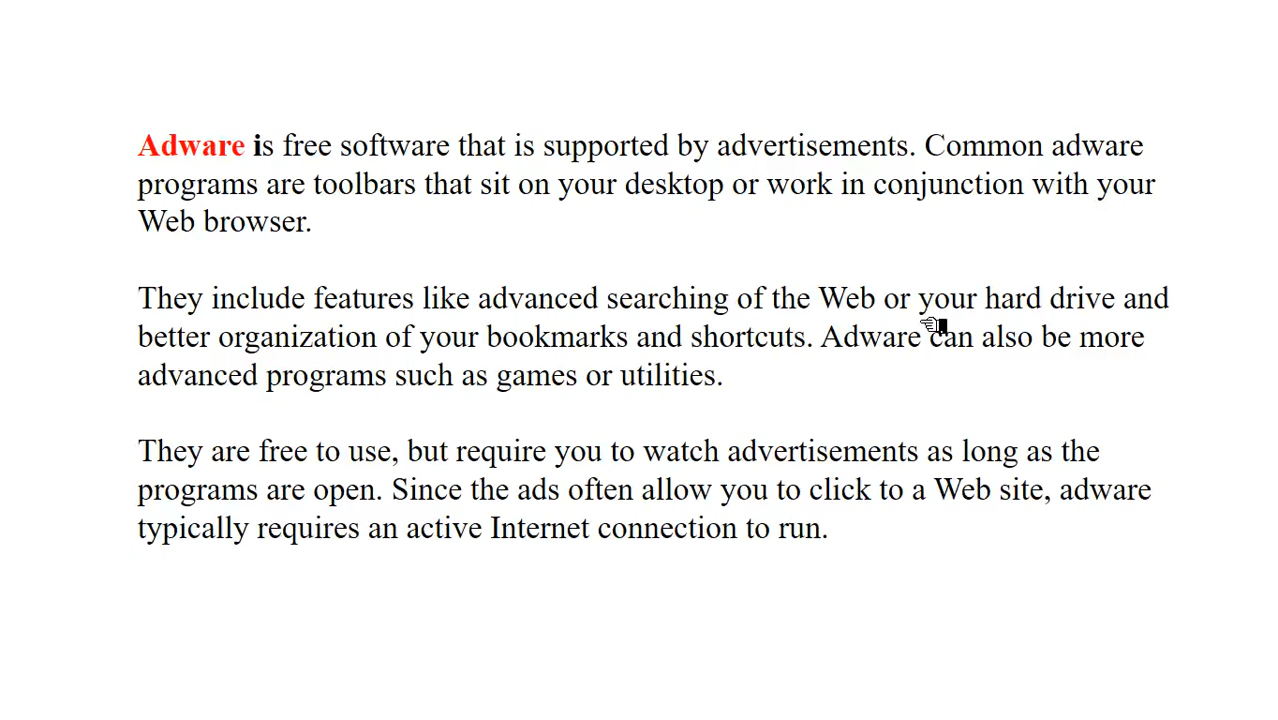 Adware is free software that is supported by advertisements. Common adware
programs are toolbars that sit on your desktop or work in conjunction with your
Web browser.
They include features like advanced searching of the Web or your hard drive and
better organization of your bookmarks and shortcuts. Adware can also be more
advanced programs such as games or utilities.
They are free to use, but require you to watch advertisements as long as the
programs are open. Since the ads often allow you to click to a Web site, adware
typically requires an active Internet connection to run.